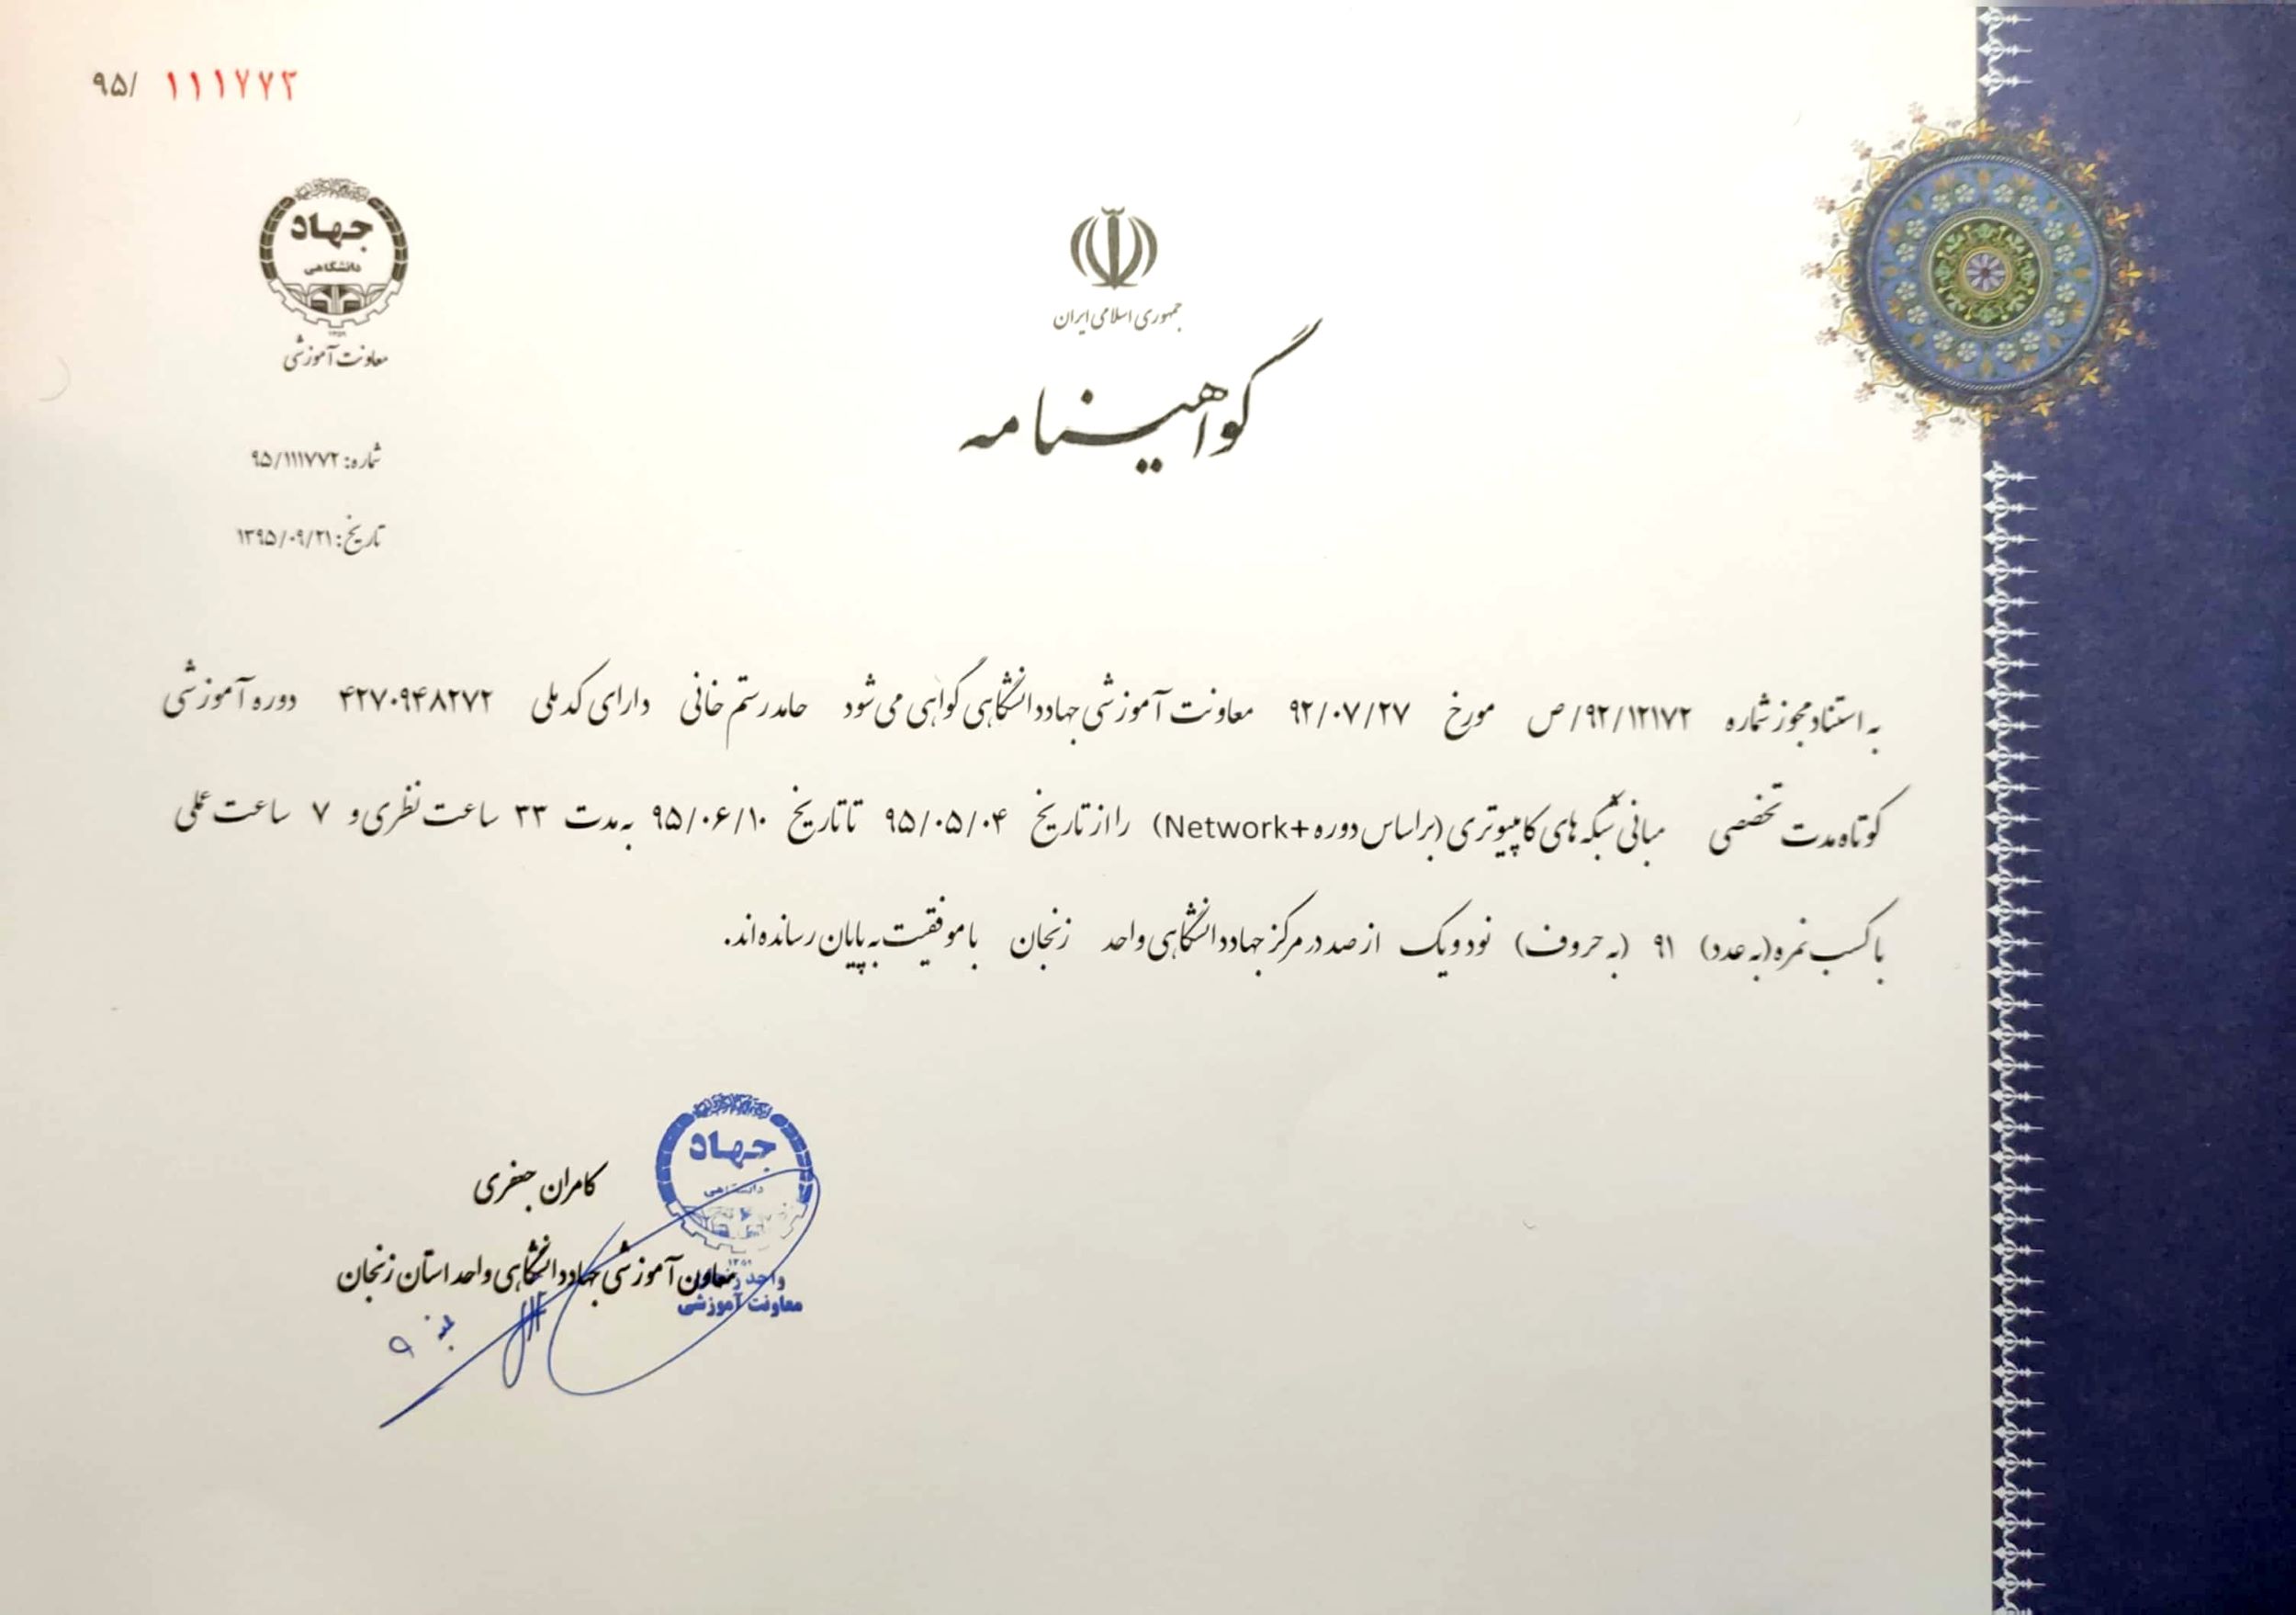 ۹۵/ ۱۱۱۷۷۲
جهاد
دانشگاهی
۱۳۵۹
معاونت آموزشی
جمهوری اسلامی ایران
گواهینامه
شماره: ۹۵/۱۱۱۷۷۲
تاریخ: ۱۳۹۵/۰۹/۲۱
به استناد مجوز شماره ۹۲/۱۲۱۷۲/ص مورخ ۹۲/۰۷/۲۷ معاونت آموزشی جهاددانشگاهی گواهی می شود حامد رستم خانی دارای کد ملی ۴۲۷۰۹۴۸۲۷۲ دوره آموزشی
کوتاه مدت تخصصی مبانی شبکه های کامپیوتری (بر اساس دوره +Network) را از تاریخ ۹۵/۰۵/۰۴ تا تاریخ ۹۵/۰۶/۱۰ به مدت ۳۳ ساعت نظری و ۷ ساعت عملی
با کسب نمره (به عدد) ۹۱ (به حروف) نود و یک از صد در مرکز جهاددانشگاهی واحد زنجان با موفقیت به پایان رسانده اند.
جهاد
دانشگاهی
کامران جعفری
معاون آموزشی جهاددانشگاهی واحد استان زنجان
واحد زنجان
معاونت آموزشی